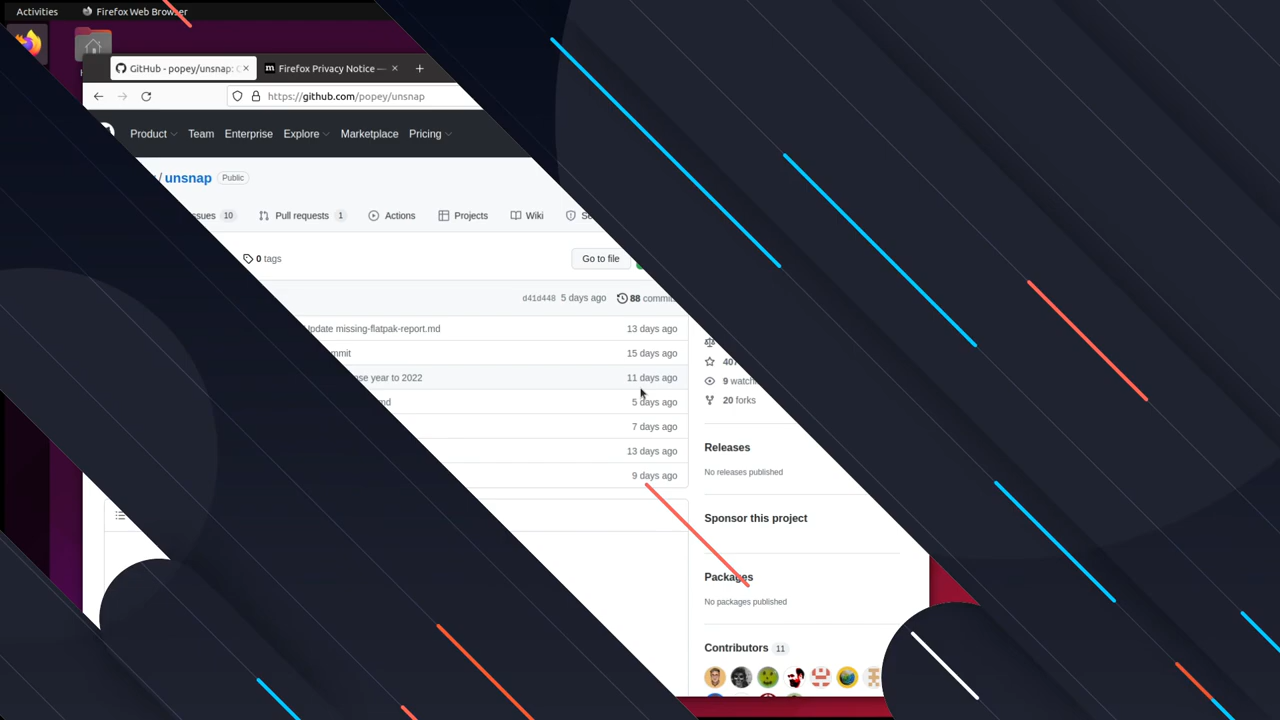 Activities Firefox Web Browser
GitHub - popey/unsnap: Firefox Privacy Notice —
https://github.com/popey/unsnap
Product Team Enterprise Explore Marketplace Pricing
/ unsnap Public
10 Pull requests 1 Actions Projects Wiki
0 tags Go to file
d41d448 5 days ago 88
Update missing-flatpak-report.md 13 days ago
15 days ago
year to 2022 11 days ago
5 days ago
7 days ago
13 days ago
9 days ago
9
20 forks
Releases
No releases published
Sponsor this project
Packages
No packages published
Contributors 11